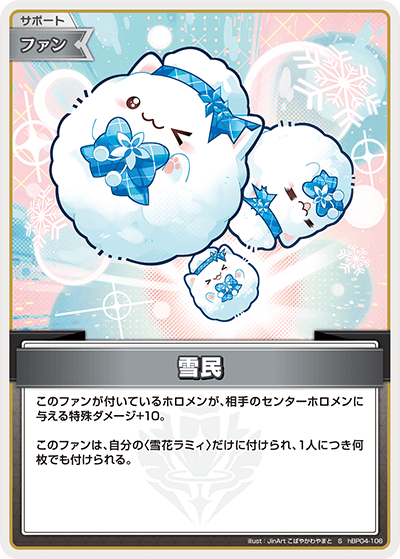 サポート
ファン
雪民
このファンが付いているホロメンが、相手のセンターホロメンに
与える特殊ダメージ+10。
このファンは、自分の〈雪花ラミィ〉だけに付けられ、1人につき何
枚でも付けられる。
illust：JinArt こばやかわやまと S hBP04-106